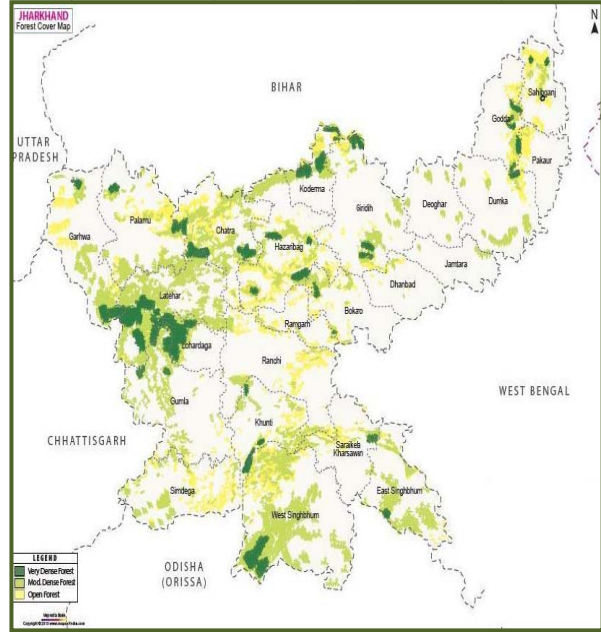 JHARKHAND
Forest Cover Map
N
BIHAR
UTTAR
PRADESH
Sahibganj
Godda
Pakaur
Koderma
Giridih
Deoghar
Dumka
Palamu
Chatra
Garhwa
Hazaribag
Jamtara
Dhanbad
Latehar
Bokaro
Ramgarh
Lohardaga
Ranchi
WEST BENGAL
Gumla
Khunti
CHHATTISGARH
Saraikela
Kharsawan
Simdega
East Singhbhum
West Singhbhum
ODISHA
(ORISSA)
LEGEND
Very Dense Forest
Mod. Dense Forest
Open Forest